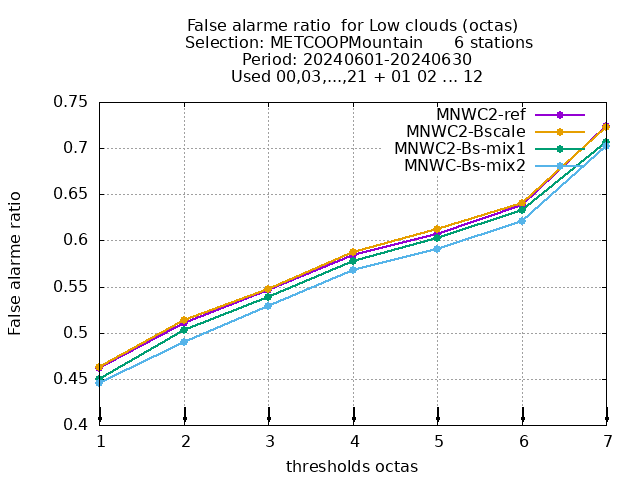 False alarme ratio  for Low clouds (octas)
Selection: METCOOPMountain      6 stations
Period: 20240601-20240630
Used 00,03,...,21 + 01 02 ... 12
MNWC2-ref
MNWC2-Bscale
MNWC2-Bs-mix1
MNWC-Bs-mix2
False alarme ratio
0.75
0.7
0.65
0.6
0.55
0.5
0.45
0.4
1 2 3 4 5 6 7
thresholds octas